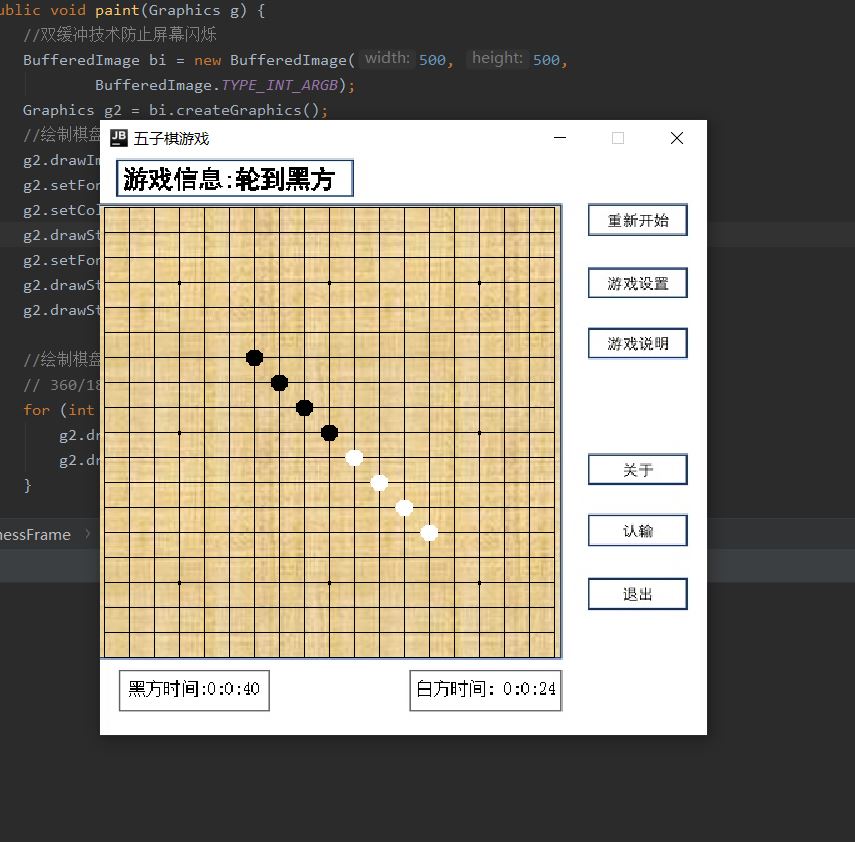 ublic void paint(Graphics g) {
//双缓冲技术防止屏幕闪烁
BufferedImage bi = new BufferedImage( width: 500, height: 500,
BufferedImage.TYPE_INT_ARGB);
Graphics g2 = bi.createGraphics();
//绘制棋盘
g2.drawIm
g2.setFon
g2.setCol
g2.drawSt
g2.setFon
g2.drawSt
g2.drawSt
//绘制棋盘
// 360/18
for (int
g2.dr
g2.dr
}
nessFrame
JB 五子棋游戏
游戏信息:轮到黑方
重新开始
游戏设置
游戏说明
关于
认输
退出
黑方时间:0:0:40
白方时间: 0:0:24